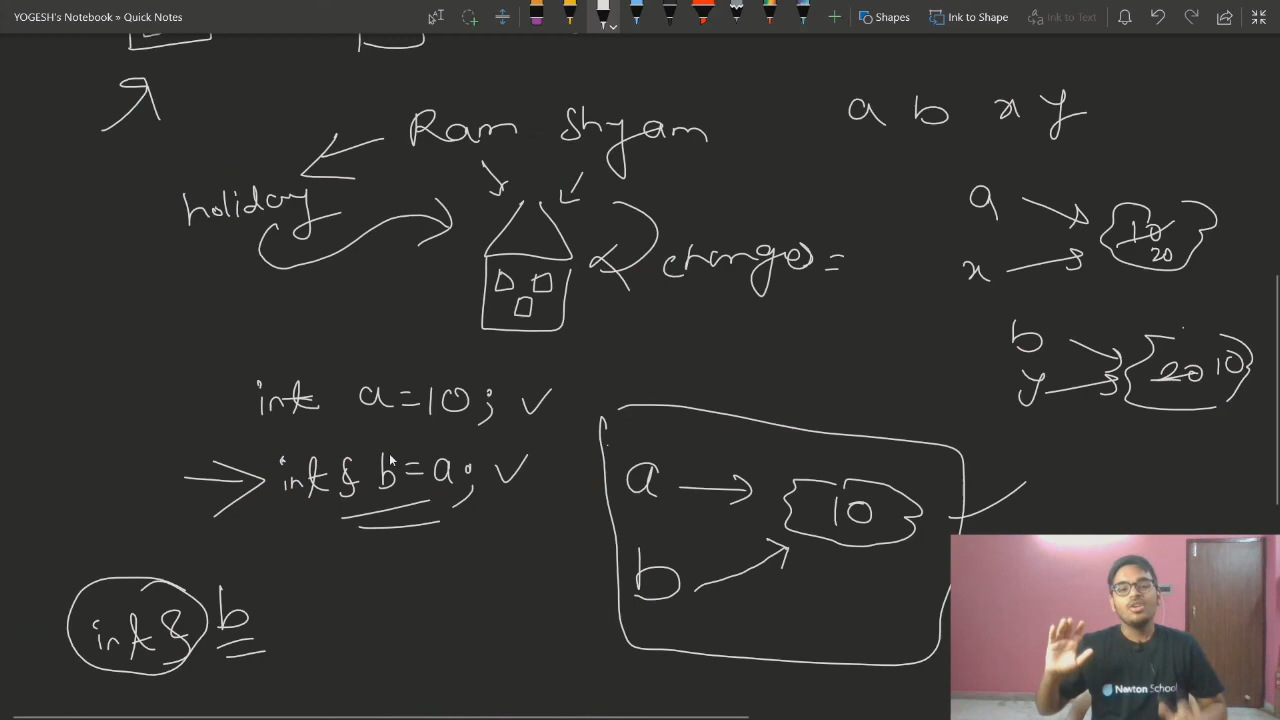 YOGESH's Notebook » Quick Notes
Shapes
Ink to Shape
Ink to Text
Ram Shyam
a b x y
holiday
changes =
a
10
20
x
b
20 10
y
int a=10;
int & b=a;
a
10
b
int & b
Newton School